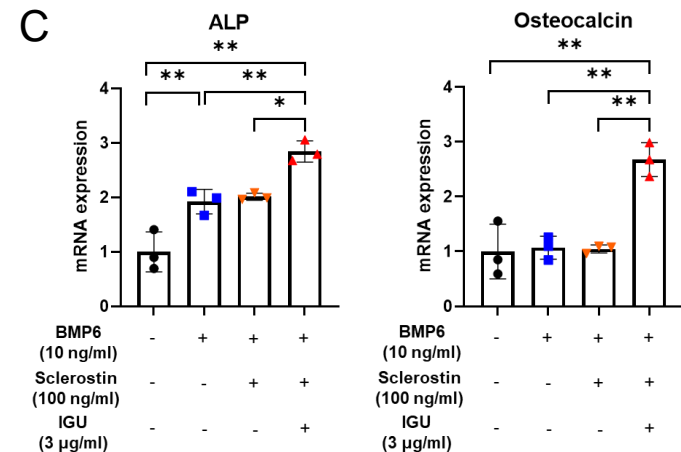 C
ALP
**
** **
*
mRNA expression
4
3
2
1
0
BMP6 - + + +
(10 ng/ml)
Sclerostin - - + +
(100 ng/ml)
IGU - - - +
(3 µg/ml)
Osteocalcin
**
**
**
mRNA expression
4
3
2
1
0
BMP6 - + + +
(10 ng/ml)
Sclerostin - - + +
(100 ng/ml)
IGU - - - +
(3 µg/ml)